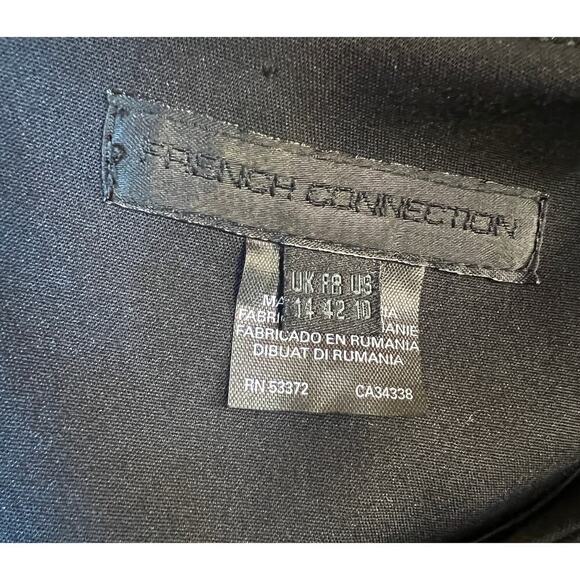 FRENCH CONNECTION
UK FR US
14 42 10
FABRICADO EN RUMANIA
DIBUAT DI RUMANIA
RN 53372 CA34338